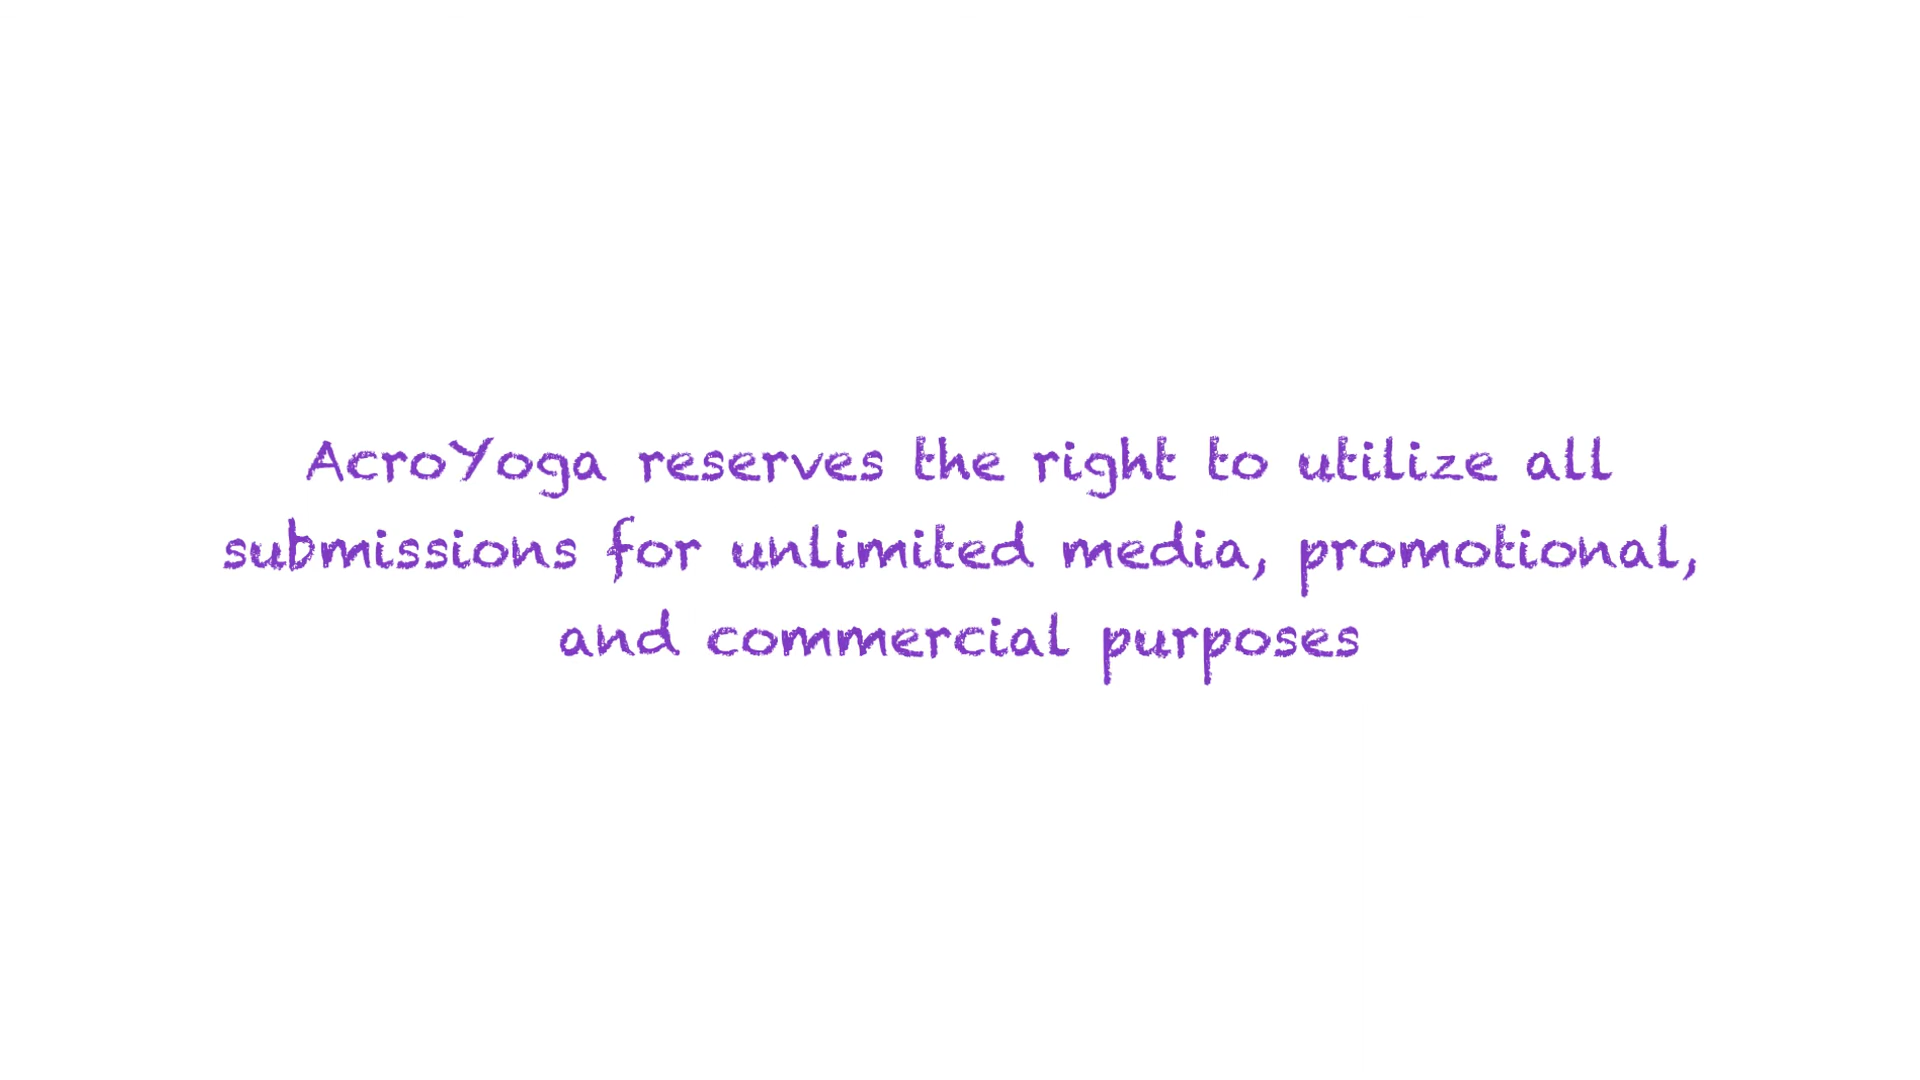 AcroYoga reserves the right to utilize all
submissions for unlimited media, promotional,
and commercial purposes